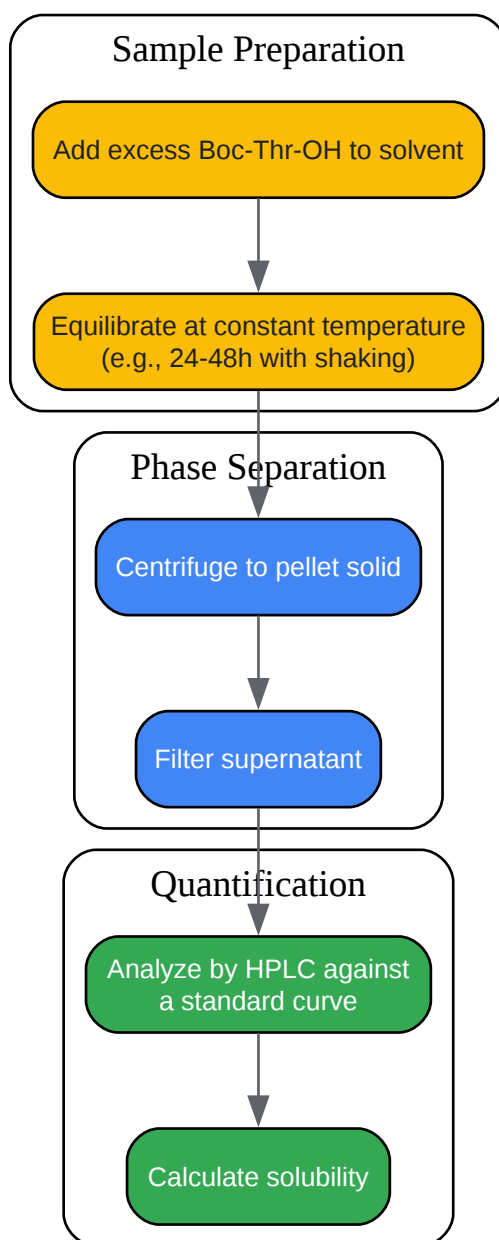 Sample Preparation
Add excess Boc-Thr-OH to solvent
Equilibrate at constant temperature
(e.g., 24-48h with shaking)
Phase Separation
Centrifuge to pellet solid
Filter supernatant
Quantification
Analyze by HPLC against
a standard curve
Calculate solubility